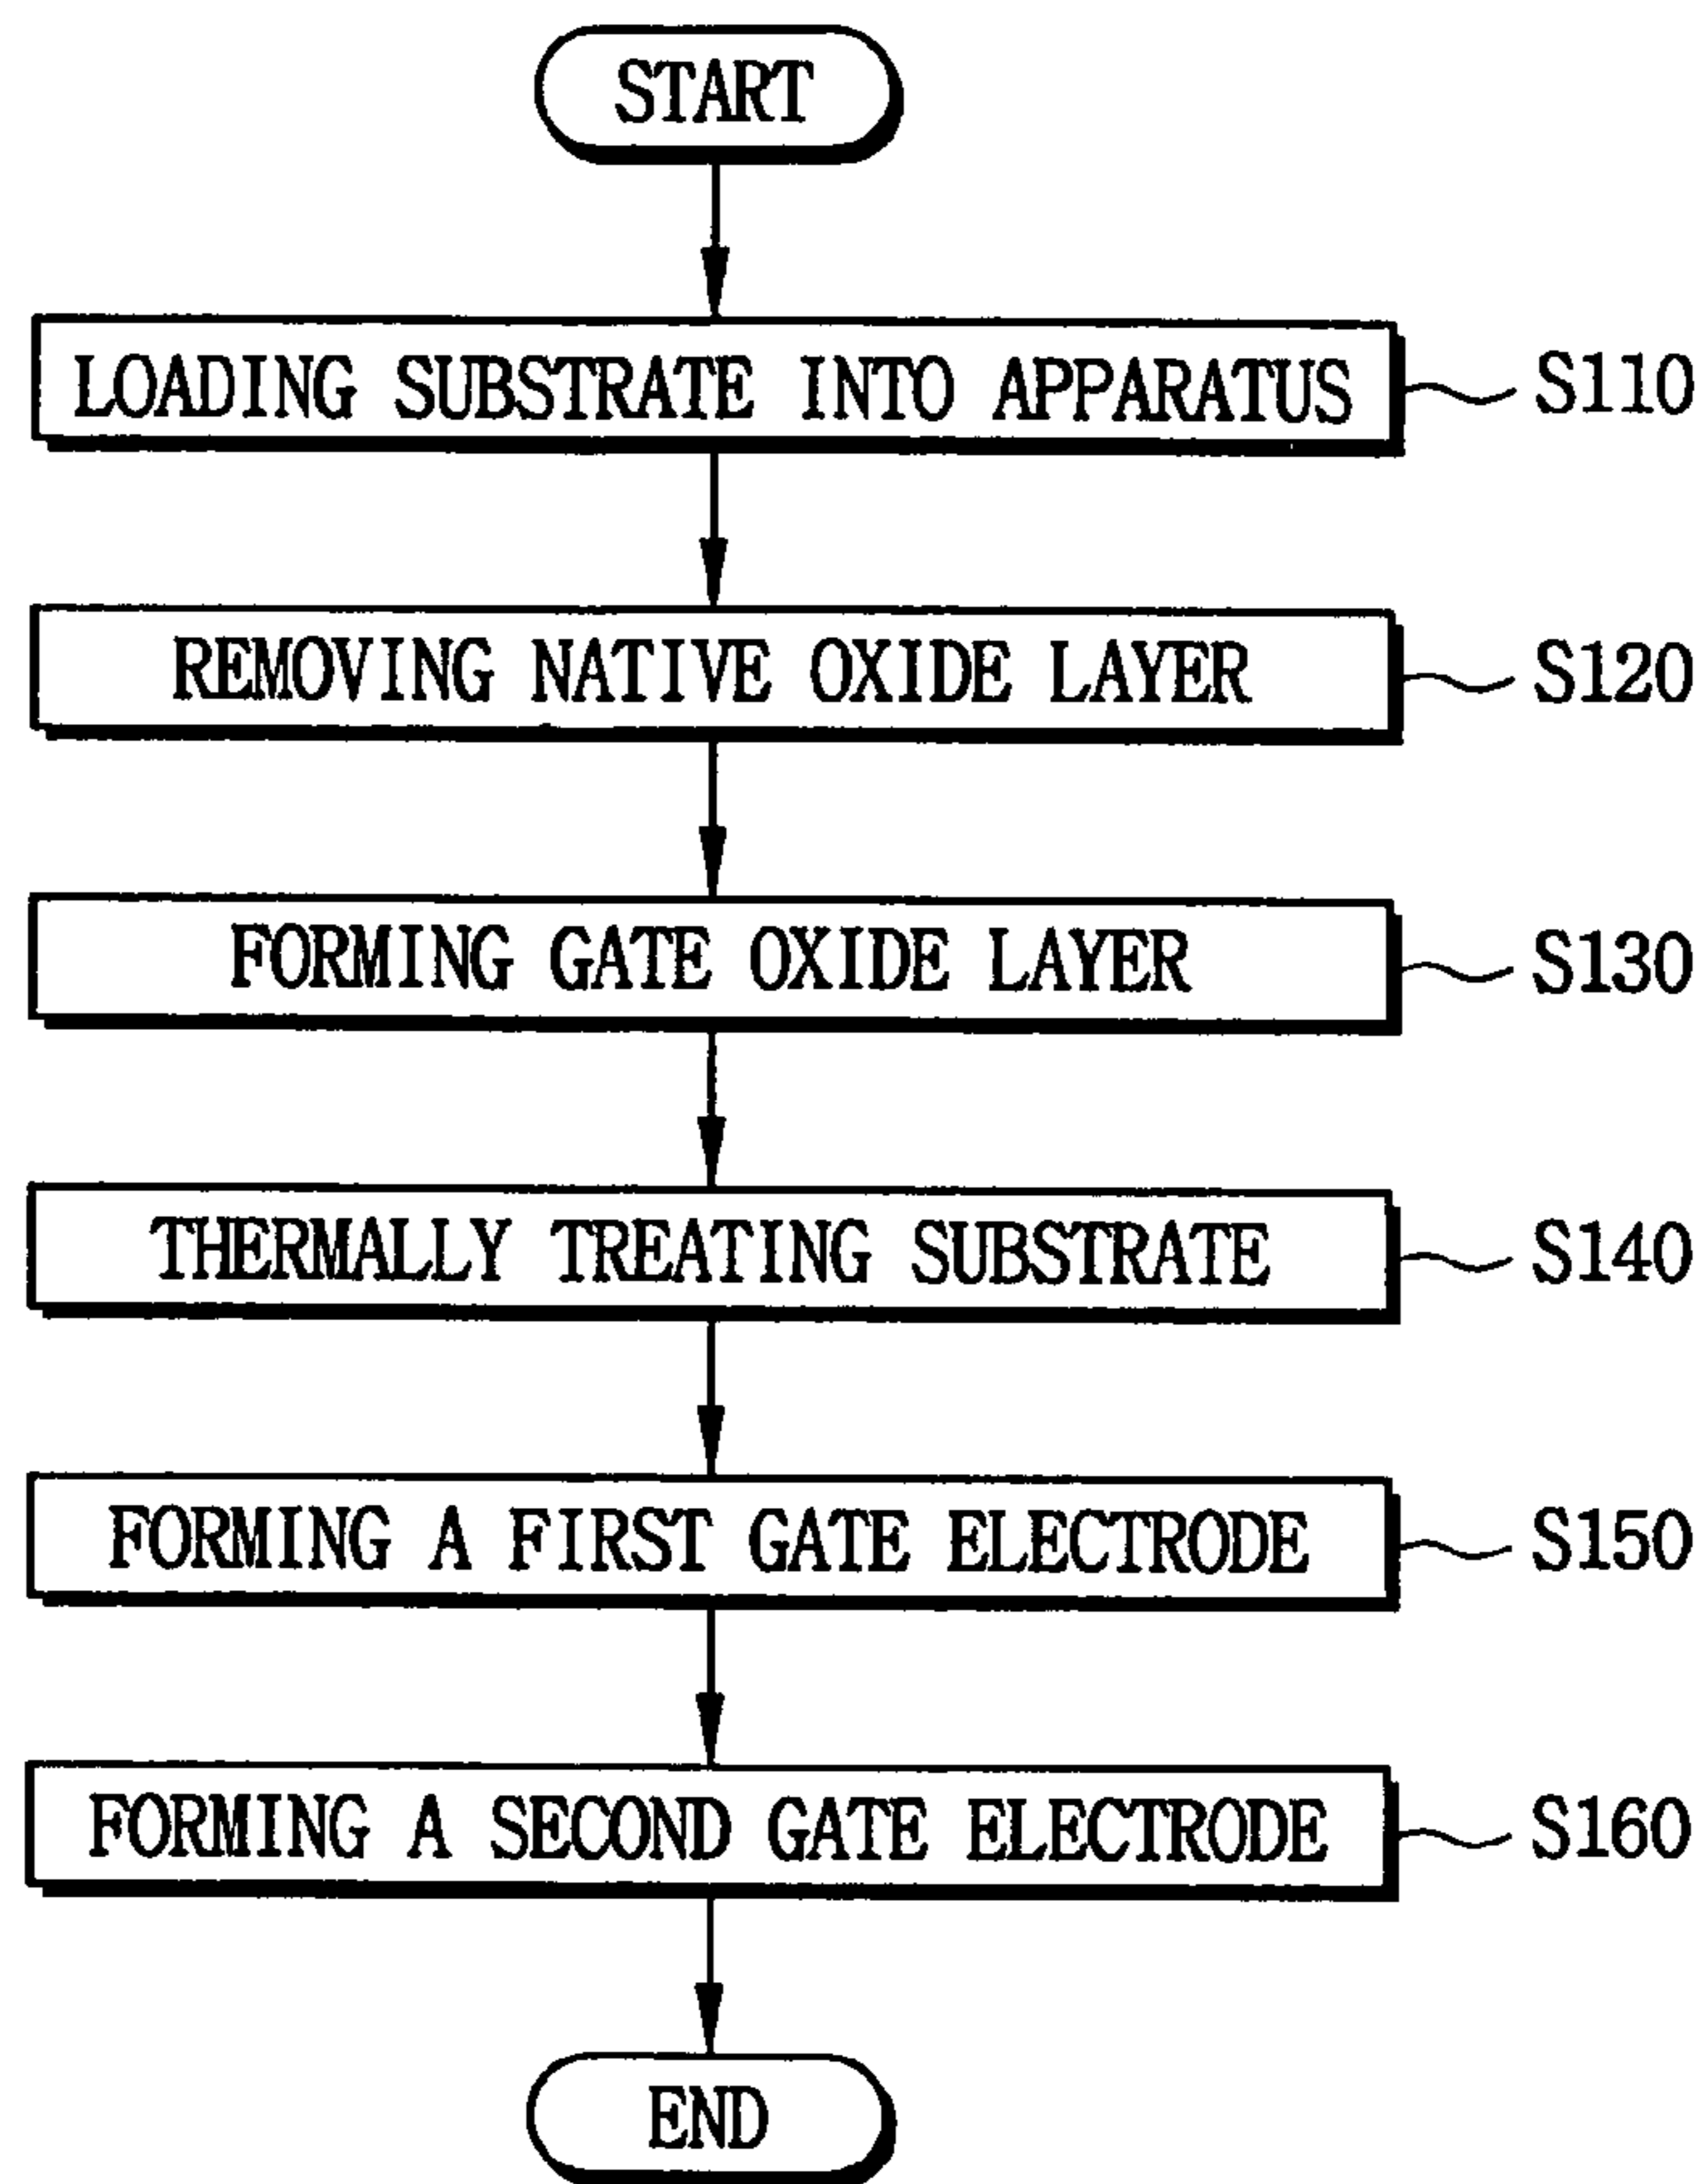 START
LOADING SUBSTRATE INTO APPARATUS S110
REMOVING NATIVE OXIDE LAYER S120
FORMING GATE OXIDE LAYER S130
THERMALLY TREATING SUBSTRATE S140
FORMING A FIRST GATE ELECTRODE S150
FORMING A SECOND GATE ELECTRODE S160
END